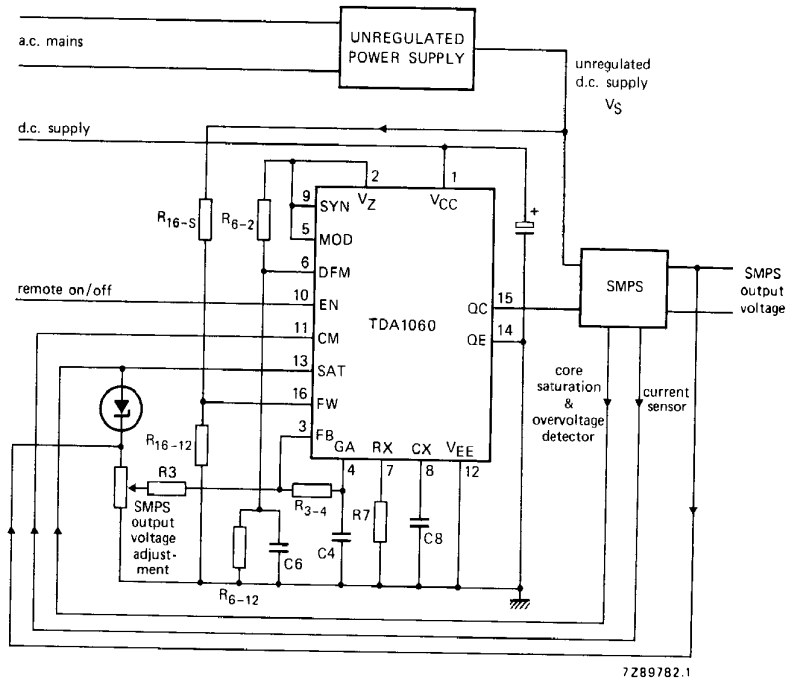 a.c. mains
UNREGULATED
POWER SUPPLY
unregulated
d.c. supply
VS
d.c. supply
2
1
VZ
VCC
R16-S
R6-2
9
SYN
5
MOD
6
DFM
remote on/off
10
EN
11
CM
13
SAT
16
FW
3
FB
TDA1060
QC
15
QE
14
+
SMPS
SMPS
output
voltage
core
saturation
&
overvoltage
detector
current
sensor
GA
RX
CX
VEE
4
7
8
12
R16-12
R3
R3-4
SMPS
output
voltage
adjust-
ment
R7
C8
C4
C6
R6-12
7Z89782.1